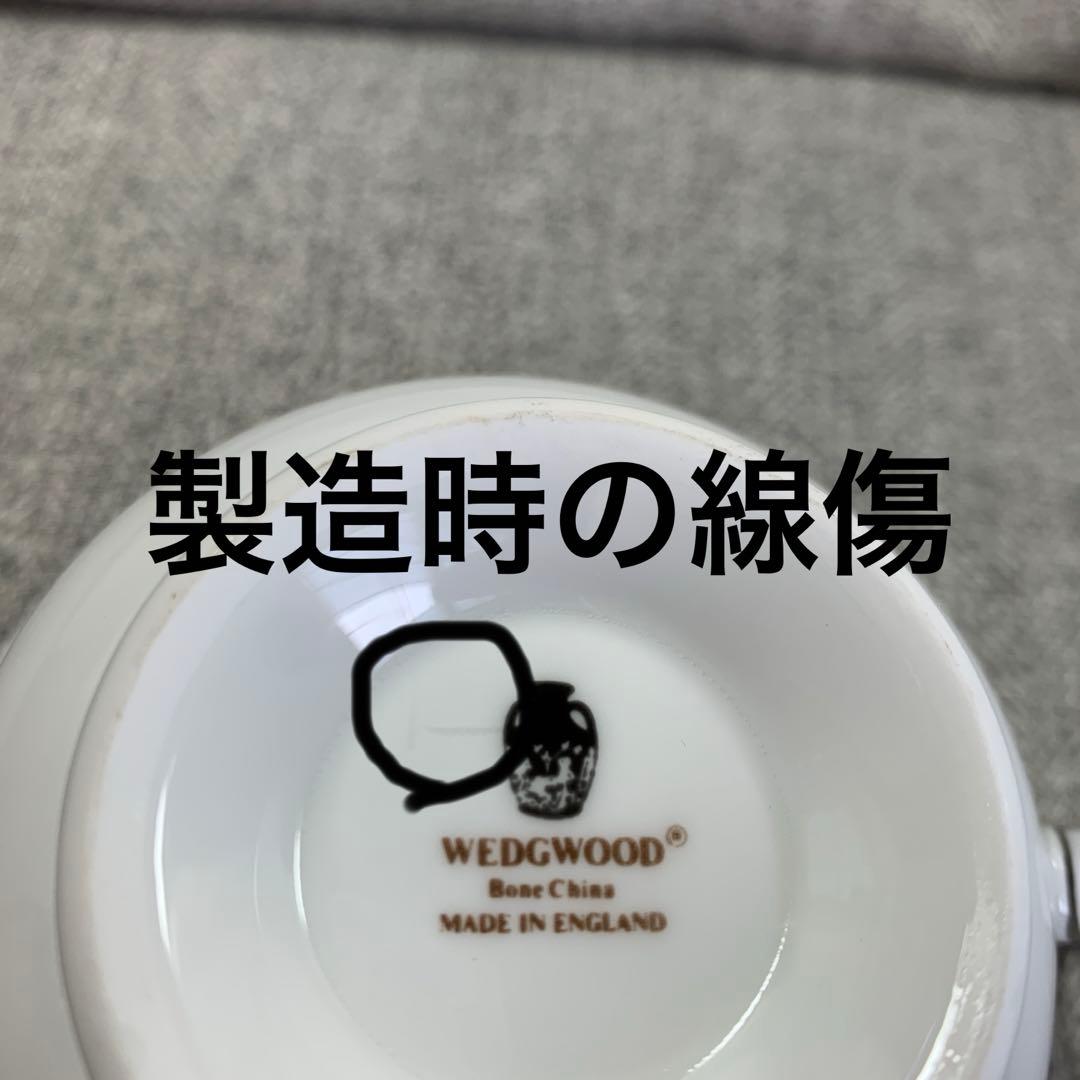 製造時の線傷
WEDGWOOD®
Bone China
MADE IN ENGLAND